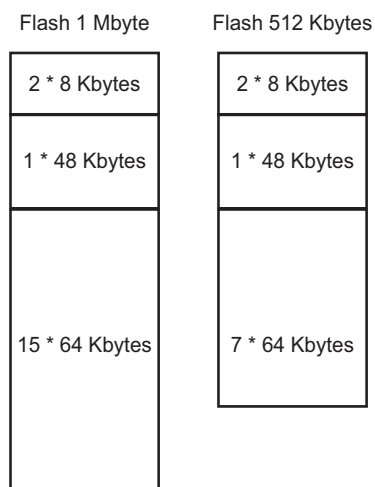 Flash 1 Mbyte
Flash 512 Kbytes
2 * 8 Kbytes
2 * 8 Kbytes
1 * 48 Kbytes
1 * 48 Kbytes
15 * 64 Kbytes
7 * 64 Kbytes